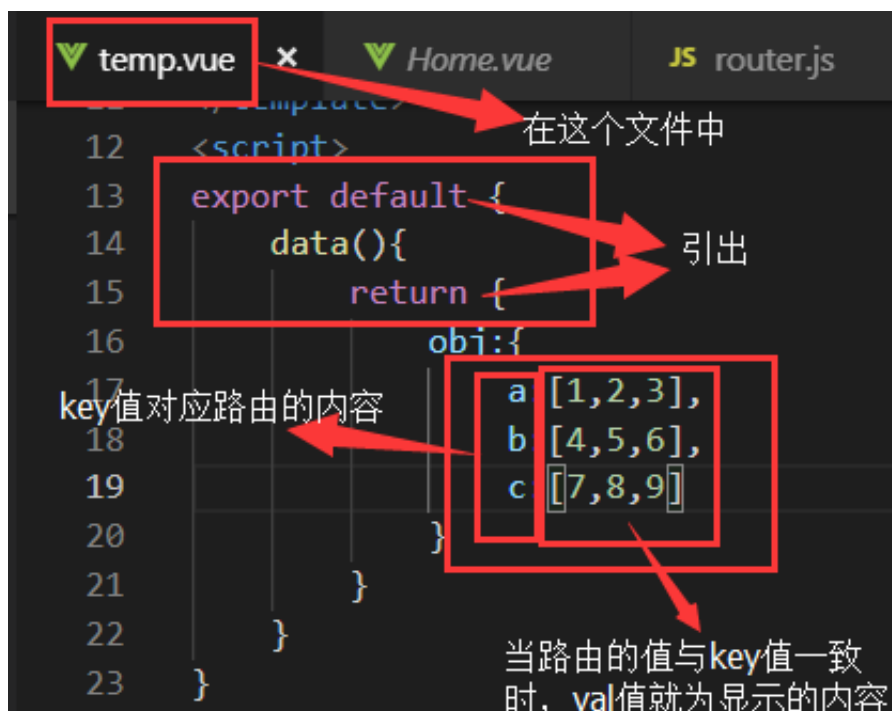 temp.vue × Home.vue JS router.js
template>
在这个文件中
12 <script>
13 export default {
引出
14 data(){
15 return {
16 obj:{
17 a [1,2,3],
key值对应路由的内容
18 b [4,5,6],
19 c [7,8,9]
20 }
21 }
22 }
当路由的值与key值一致
23 }
时，val值就为显示的内容